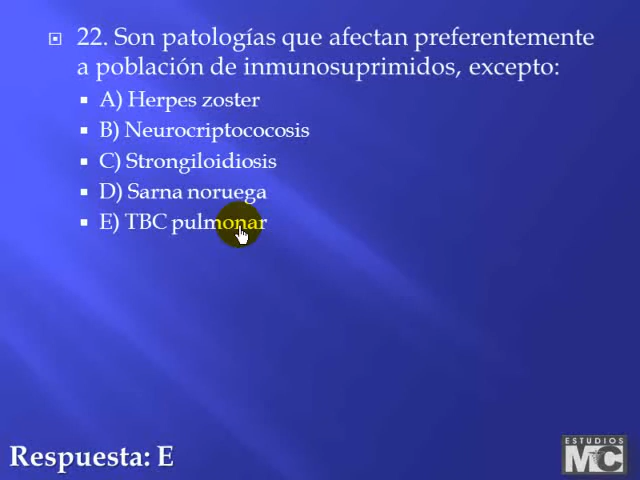 22. Son patologías que afectan preferentemente
a población de inmunosuprimidos, excepto:
A) Herpes zoster
B) Neurocriptococosis
C) Strongiloidiosis
D) Sarna noruega
E) TBC pulmonar
Respuesta: E
ESTUDIOS
MC